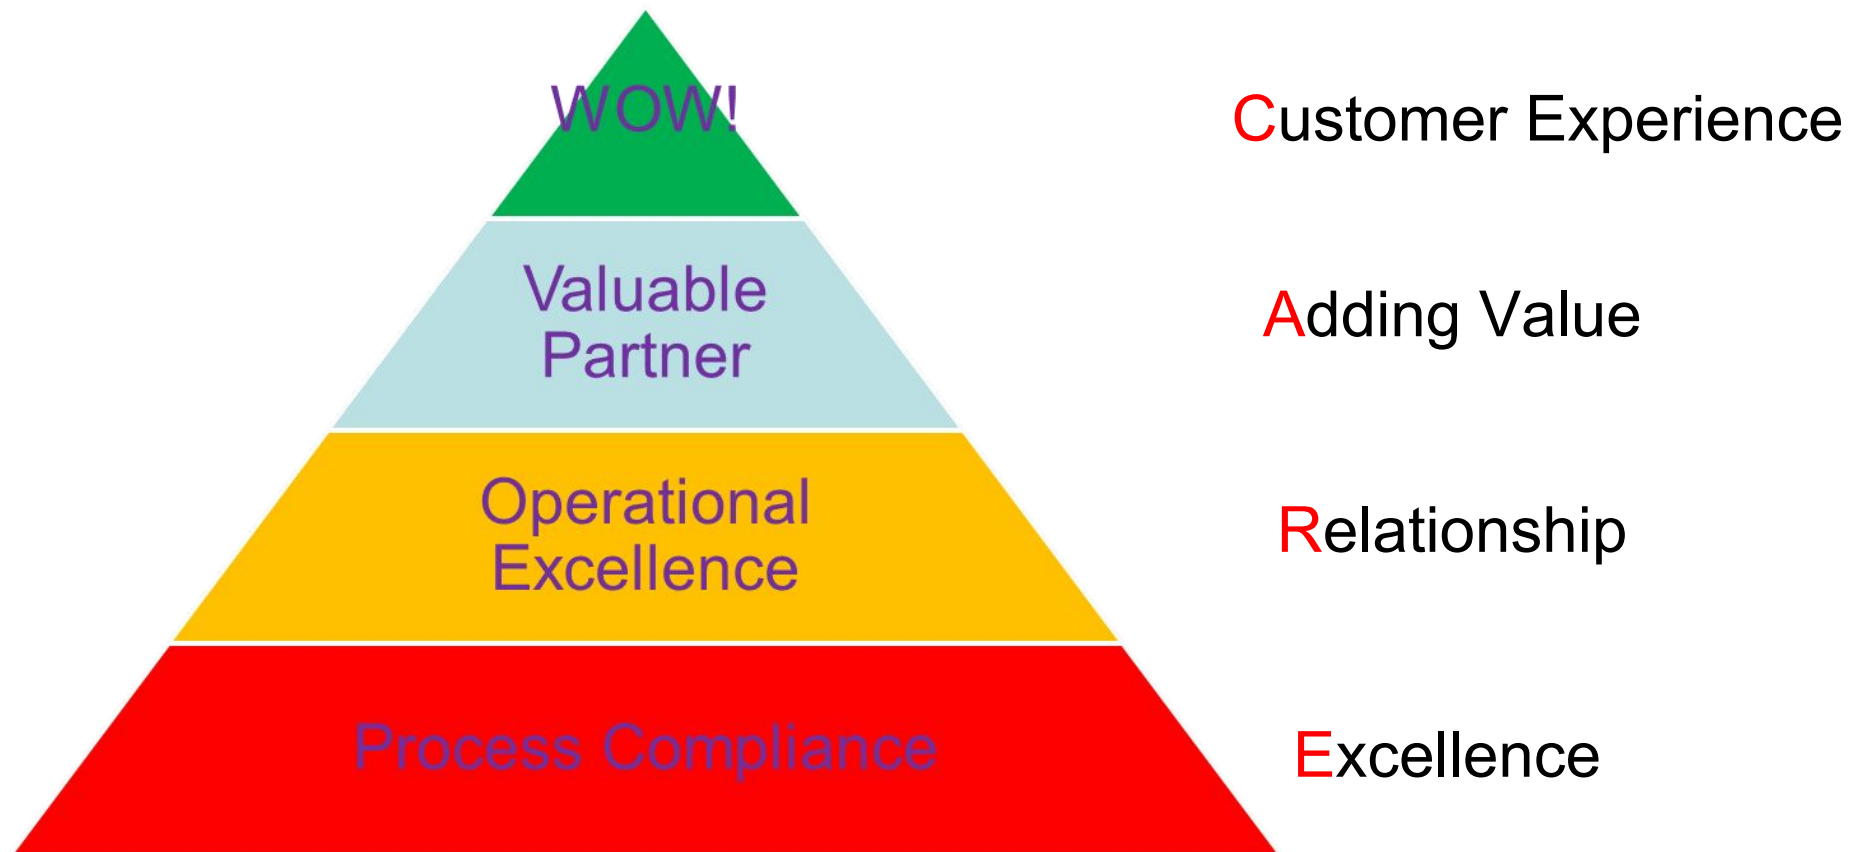 WOW!
Customer Experience
Valuable
Partner
Adding Value
Operational
Excellence
Relationship
Process Compliance
Excellence